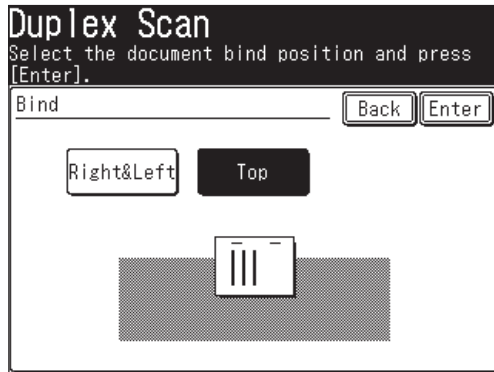 Duplex Scan
Select the document bind position and press
[Enter].
Bind
Back Enter
Right&Left Top